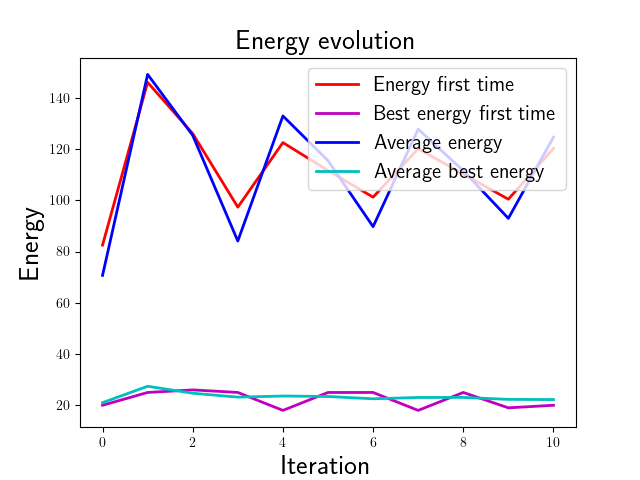 Energy evolution
Energy first time
Best energy first time
Average energy
Average best energy
Energy
140
120
100
80
60
40
20
0 2 4 6 8 10
Iteration